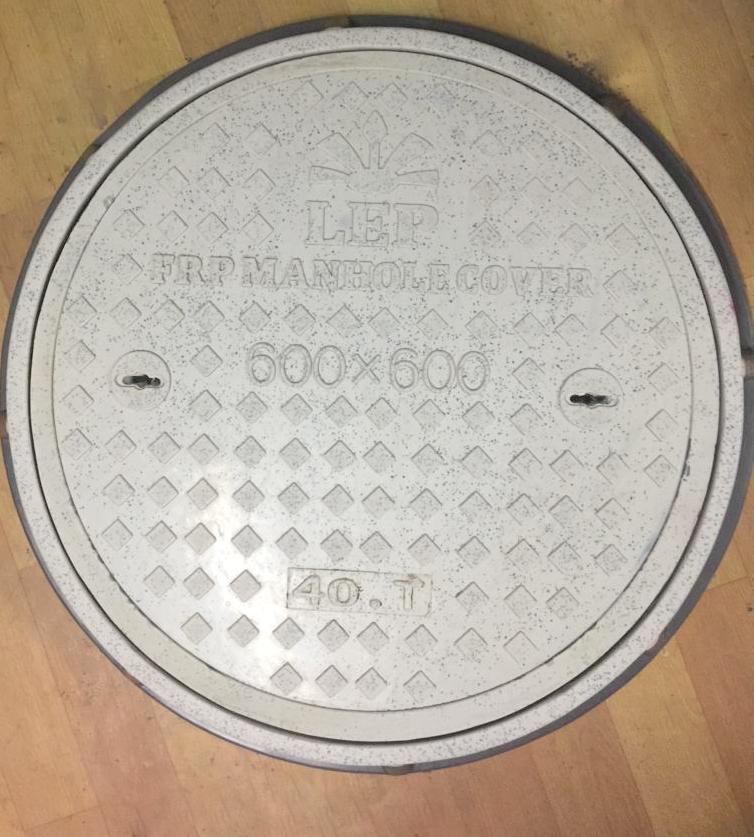 LEP
FRP MANHOLE COVER
600×600
40.T